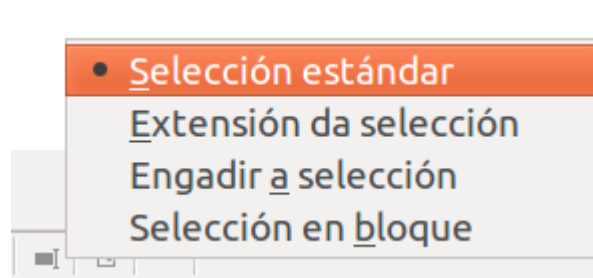 Selección estándar
Extensión da selección
Engadir a selección
Selección en bloque